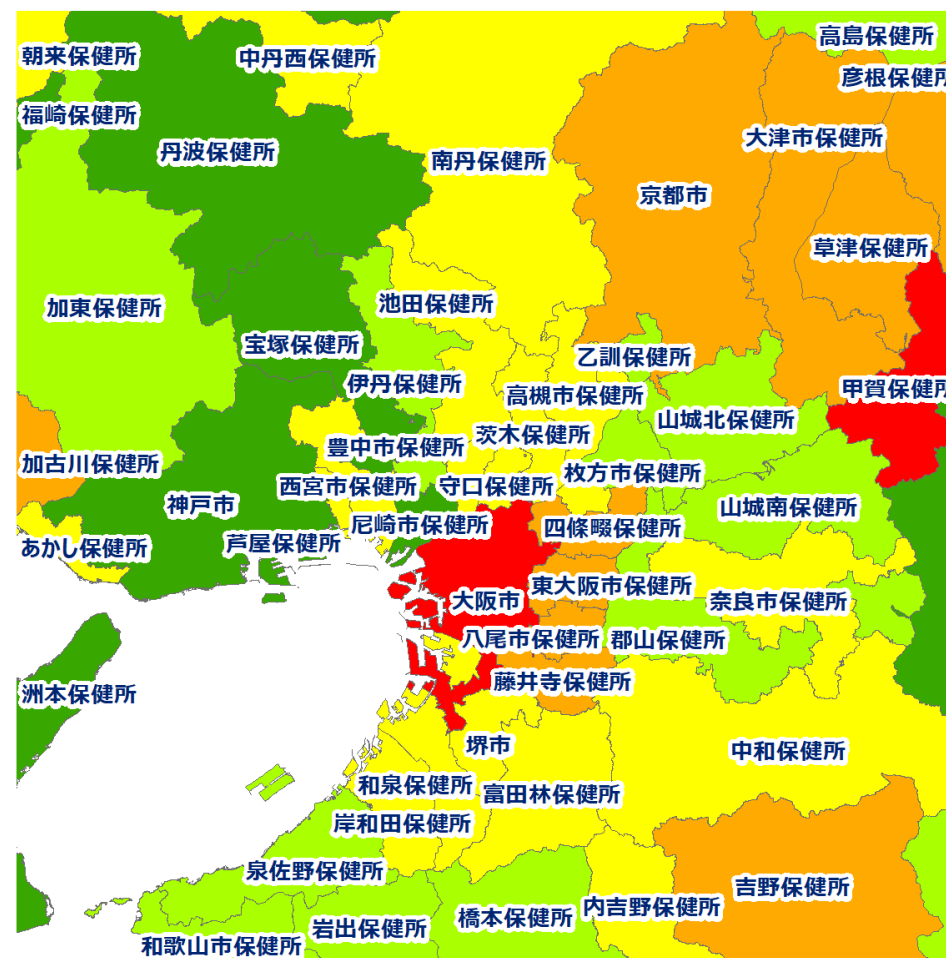 高島保健所
朝来保健所
中丹西保健所
彦根保健所
福崎保健所
大津市保健所
丹波保健所
南丹保健所
京都市
草津保健所
加東保健所
池田保健所
宝塚保健所
乙訓保健所
伊丹保健所
高槻市保健所
甲賀保健所
山城北保健所
豊中市保健所
茨木保健所
加古川保健所
枚方市保健所
西宮市保健所
守口保健所
神戸市
山城南保健所
尼崎市保健所
四條畷保健所
あかし保健所
芦屋保健所
東大阪市保健所
大阪市
奈良市保健所
八尾市保健所
郡山保健所
藤井寺保健所
洲本保健所
堺市
中和保健所
和泉保健所
富田林保健所
岸和田保健所
泉佐野保健所
吉野保健所
内吉野保健所
橋本保健所
岩出保健所
和歌山市保健所